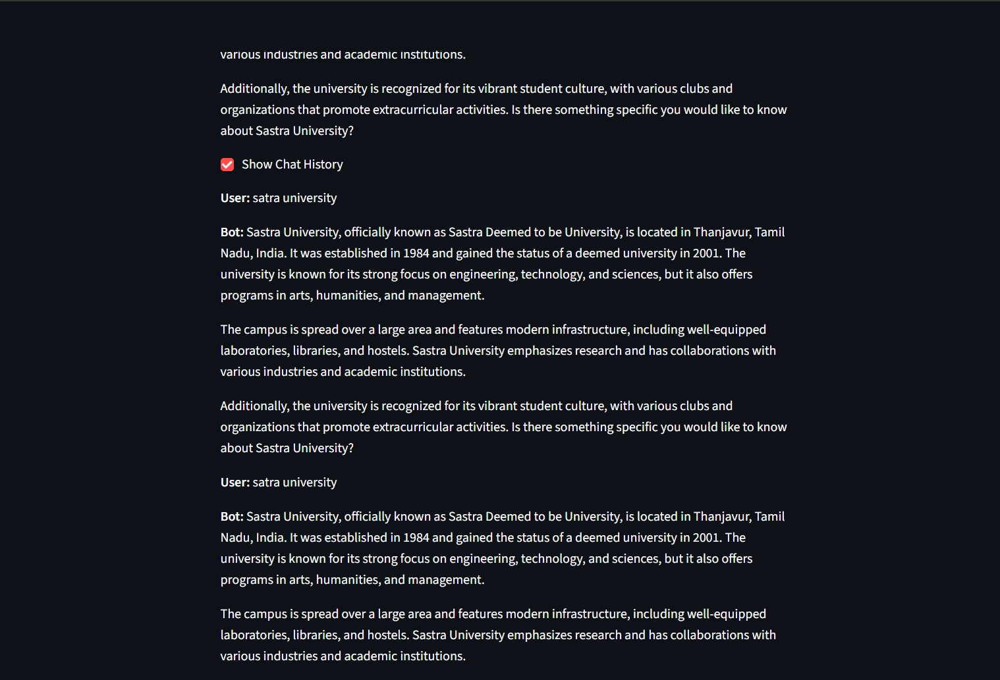 various industries and academic institutions.
Additionally, the university is recognized for its vibrant student culture, with various clubs and
organizations that promote extracurricular activities. Is there something specific you would like to know
about Sastra University?
Show Chat History
User: satra university
Bot: Sastra University, officially known as Sastra Deemed to be University, is located in Thanjavur, Tamil
Nadu, India. It was established in 1984 and gained the status of a deemed university in 2001. The
university is known for its strong focus on engineering, technology, and sciences, but it also offers
programs in arts, humanities, and management.
The campus is spread over a large area and features modern infrastructure, including well-equipped
laboratories, libraries, and hostels. Sastra University emphasizes research and has collaborations with
various industries and academic institutions.
Additionally, the university is recognized for its vibrant student culture, with various clubs and
organizations that promote extracurricular activities. Is there something specific you would like to know
about Sastra University?
User: satra university
Bot: Sastra University, officially known as Sastra Deemed to be University, is located in Thanjavur, Tamil
Nadu, India. It was established in 1984 and gained the status of a deemed university in 2001. The
university is known for its strong focus on engineering, technology, and sciences, but it also offers
programs in arts, humanities, and management.
The campus is spread over a large area and features modern infrastructure, including well-equipped
laboratories, libraries, and hostels. Sastra University emphasizes research and has collaborations with
various industries and academic institutions.